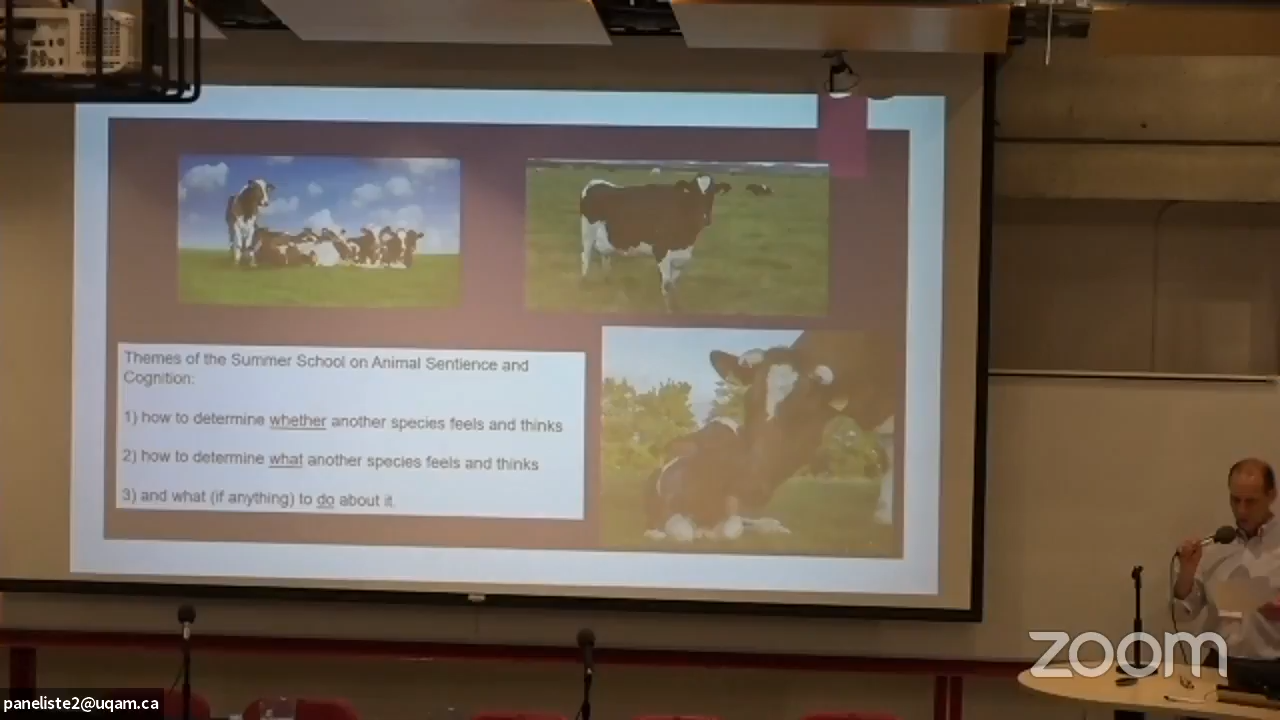 Themes of the Summer School on Animal Sentience and
Cognition:
1) how to determine whether another species feels and thinks
2) how to determine what another species feels and thinks
3) and what (if anything) to do about it.
zoom
paneliste2@uqam.ca